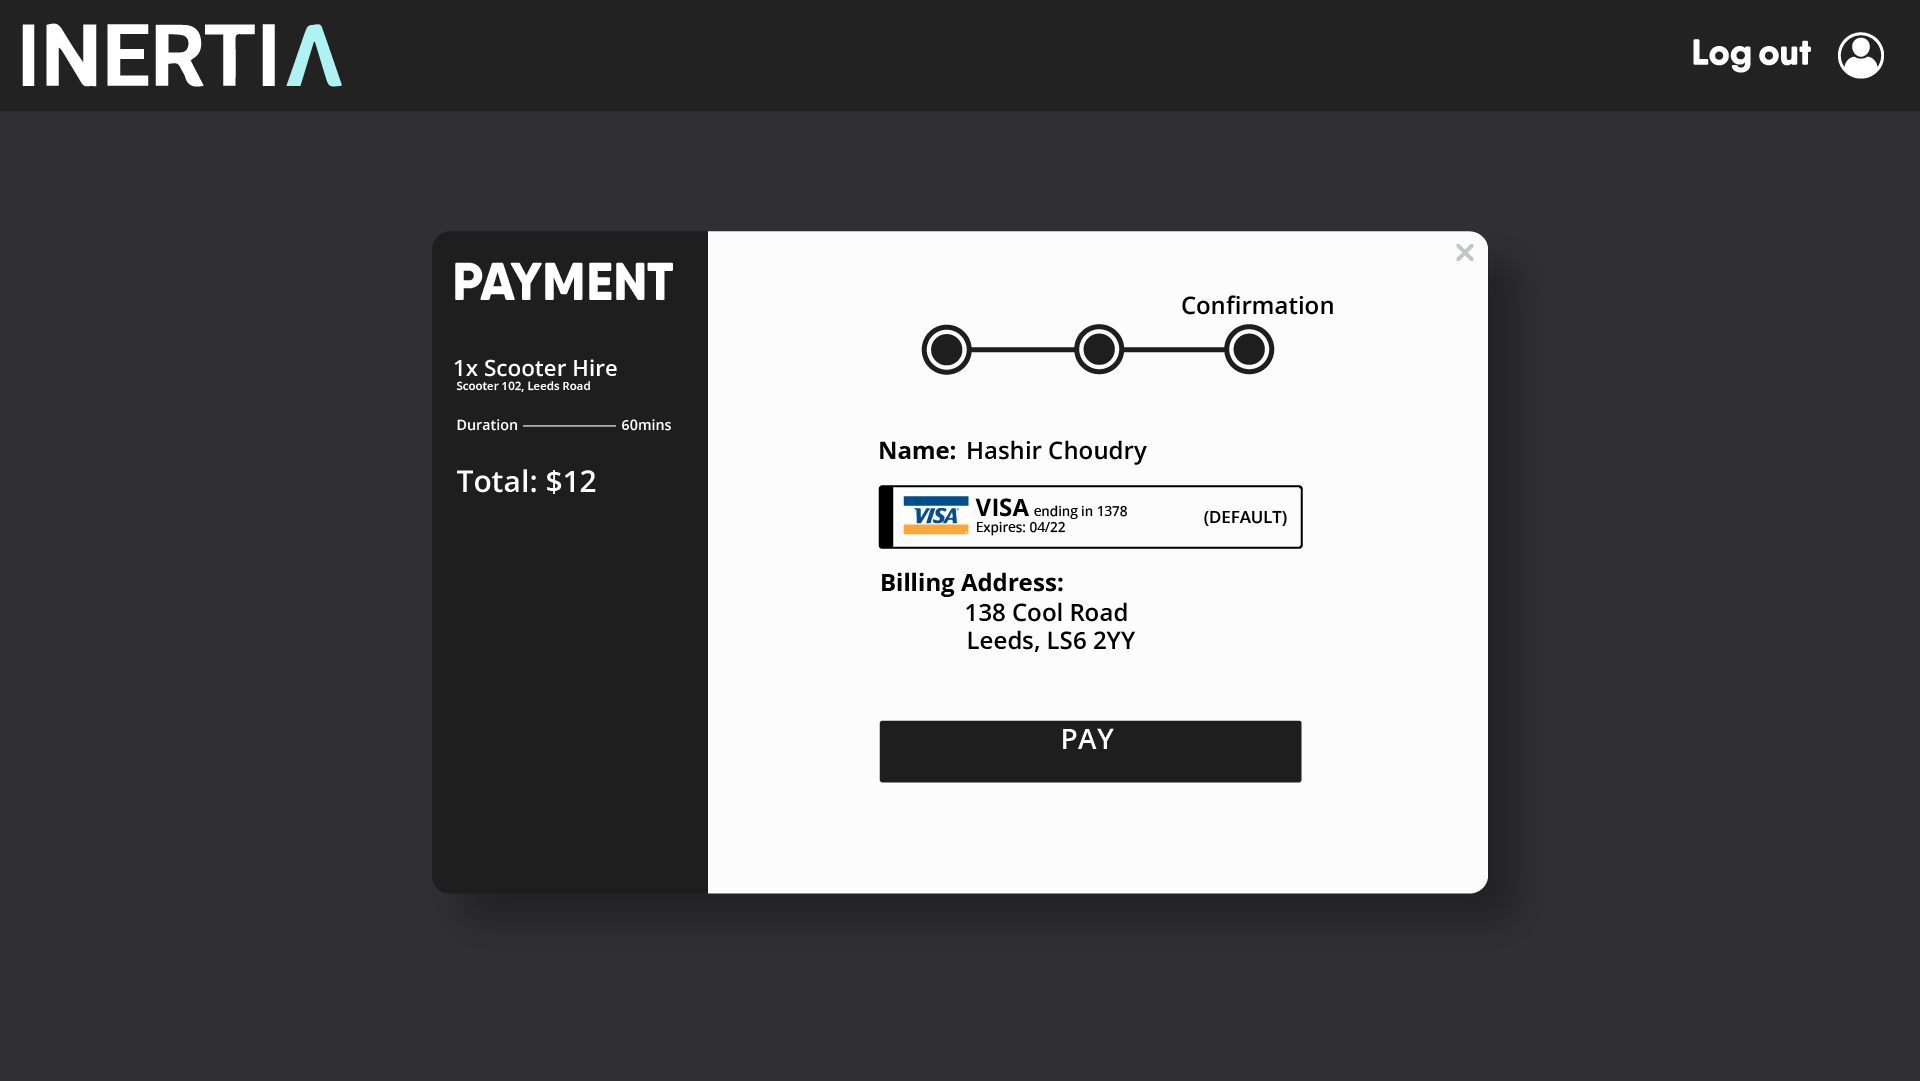 INERTIA
Log out
PAYMENT
1x Scooter Hire
Scooter 102, Leeds Road
Duration 60mins
Total: $12
Confirmation
Name: Hashir Choudry
VISA VISA ending in 1378
Expires: 04/22
(DEFAULT)
Billing Address:
138 Cool Road
Leeds, LS6 2YY
PAY